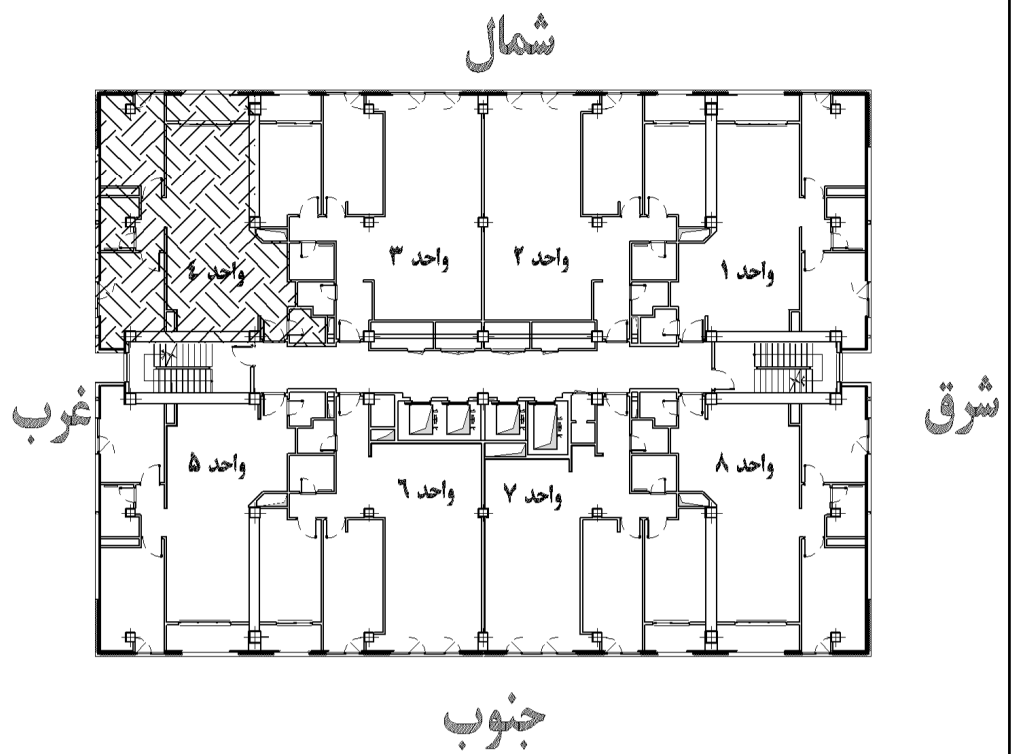 شمال
واحد ۱
واحد ۲
واحد ۳
واحد ٤
شرق
غرب
واحد ۵
واحد ۶
واحد ۷
واحد ۸
جنوب